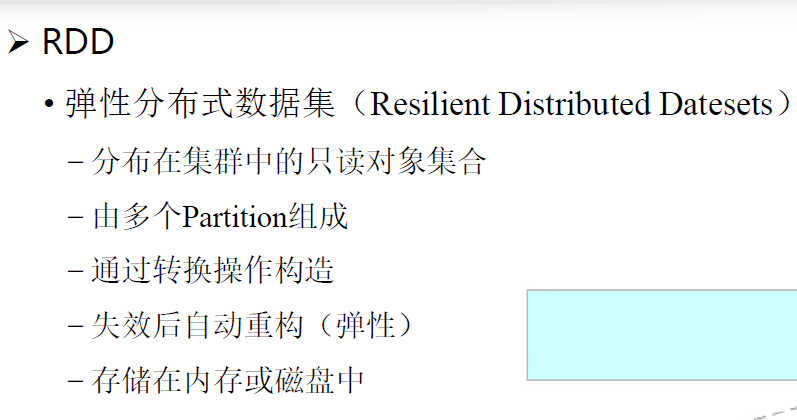 ➢ RDD
• 弹性分布式数据集（Resilient Distributed Datesets）
– 分布在集群中的只读对象集合
– 由多个Partition组成
– 通过转换操作构造
– 失效后自动重构（弹性）
– 存储在内存或磁盘中